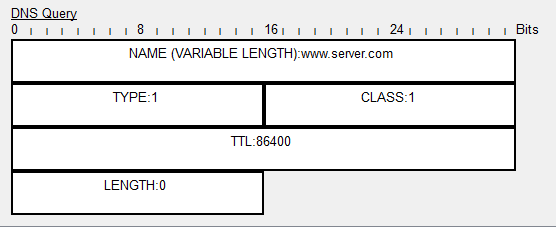 DNS Query
0 8 16 24 Bits
NAME (VARIABLE LENGTH):www.server.com
TYPE:1 CLASS:1
TTL:86400
LENGTH:0